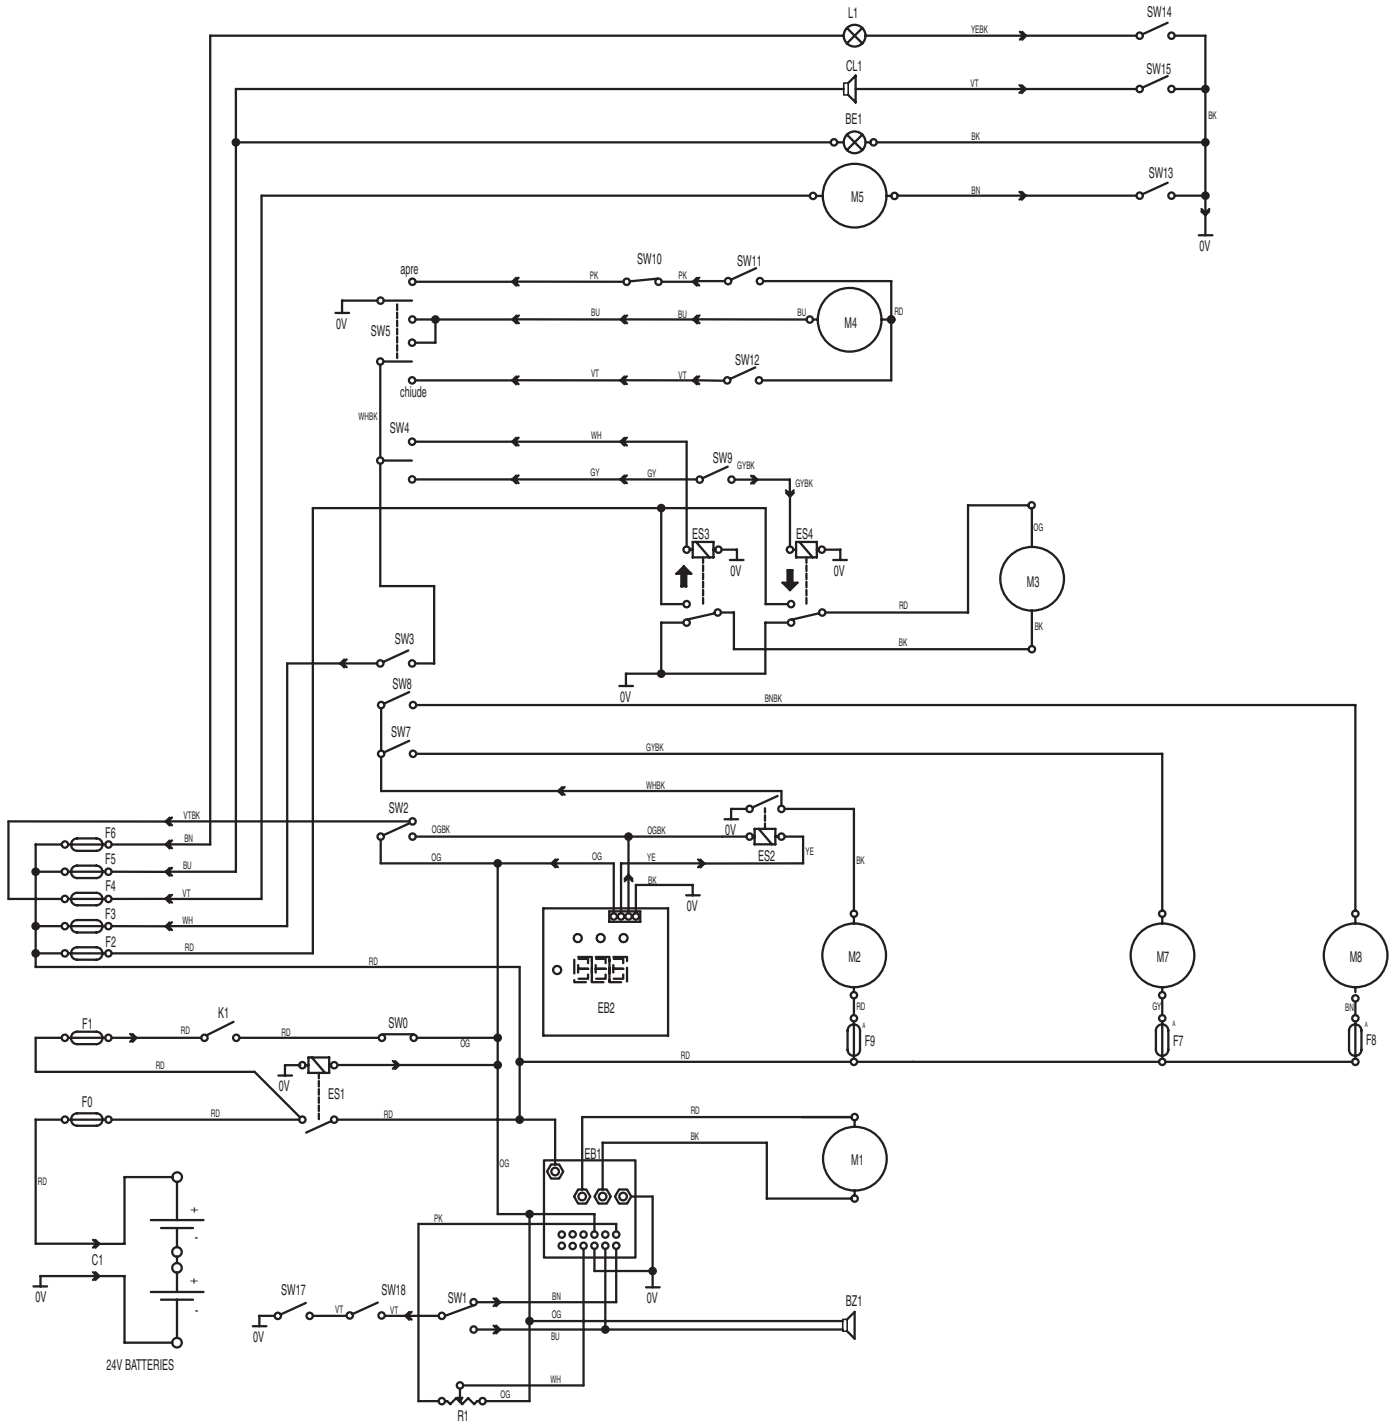 L1
SW14
YEBK
CL1
SW15
VT
BK
BE1
BK
SW13
M5
BN
0V
apre
SW10
SW11
PK
PK
0V
SW5
BU
BU
BU
M4
RD
SW12
VT
VT
chiude
WHBK
SW4
WH
SW9
GY
GY
GYBK
GYBK
ES3
ES4
OG
0V
0V
M3
RD
BK
BK
SW3
0V
SW8
BNBK
SW7
GYBK
WHBK
SW2
VTBK
0V
F6
BN
OGBK
OGBK
ES2
YE
OG
OG
YE
BK
F5
BU
BK
F4
VT
0V
F3
WH
F2
RD
RD
M2
M7
M8
EB2
RD
GY
BN
A
A
A
F9
F7
F8
F1
RD
K1
RD
SW0
OG
RD
RD
0V
ES1
F0
RD
RD
RD
BK
EB1
M1
OG
RD
+
-
PK
C1
+
-
0V
SW17
SW18
SW1
BN
0V
BZ1
VT
VT
OG
0V
BU
24V BATTERIES
WH
OG
R1